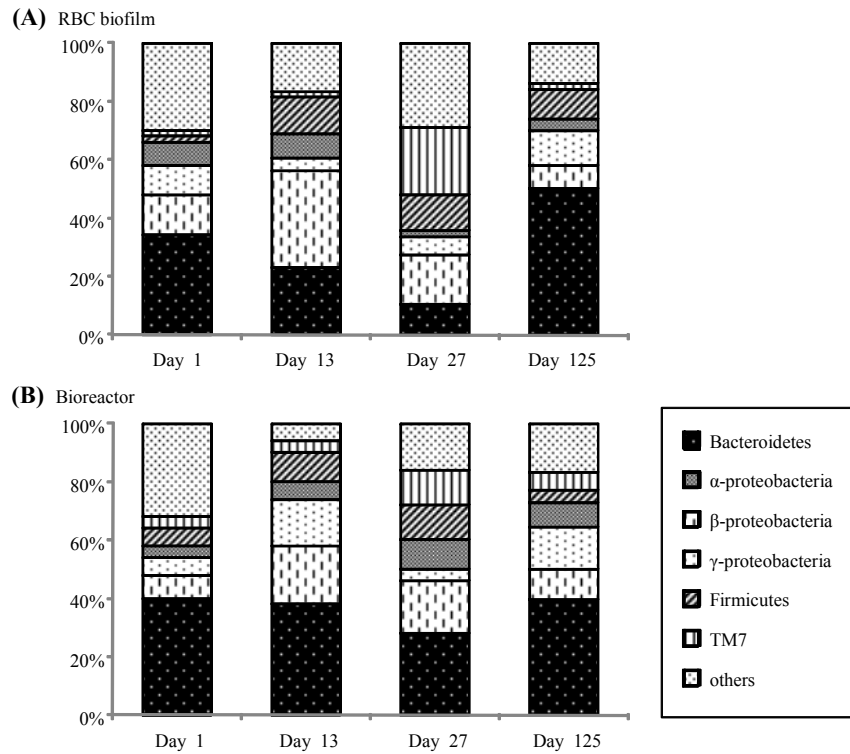 (A) RBC biofilm
100%
80%
60%
40%
20%
0%
Day 1 Day 13 Day 27 Day 125
(B) Bioreactor
100%
80%
60%
40%
20%
0%
Day 1 Day 13 Day 27 Day 125
Bacteroidetes
α-proteobacteria
β-proteobacteria
γ-proteobacteria
Firmicutes
TM7
others